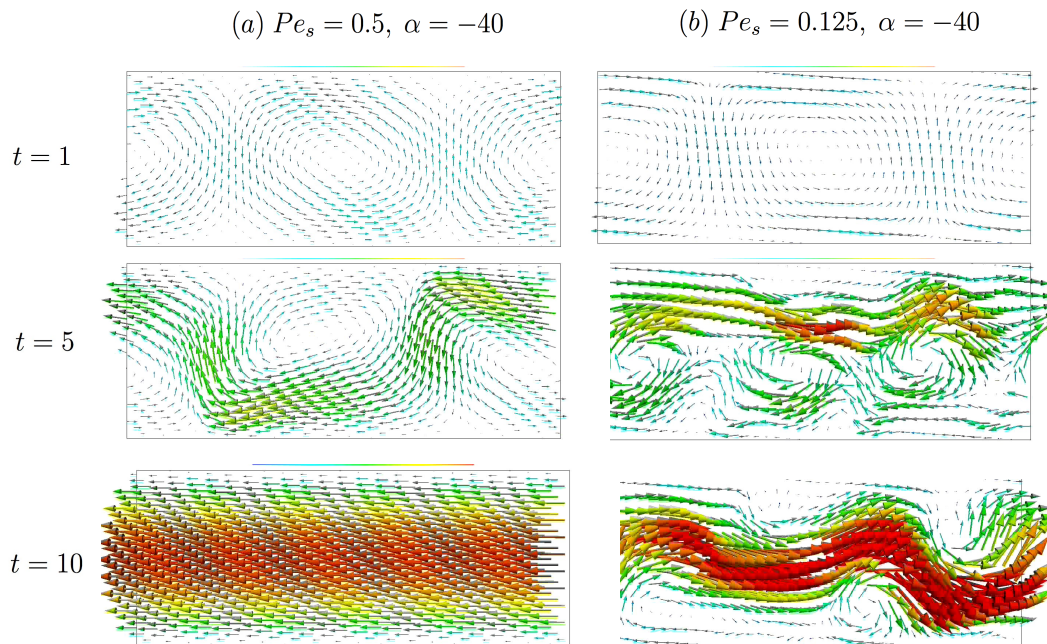 (a) Pe_s = 0.5, α = −40
(b) Pe_s = 0.125, α = −40
t = 1
t = 5
t = 10